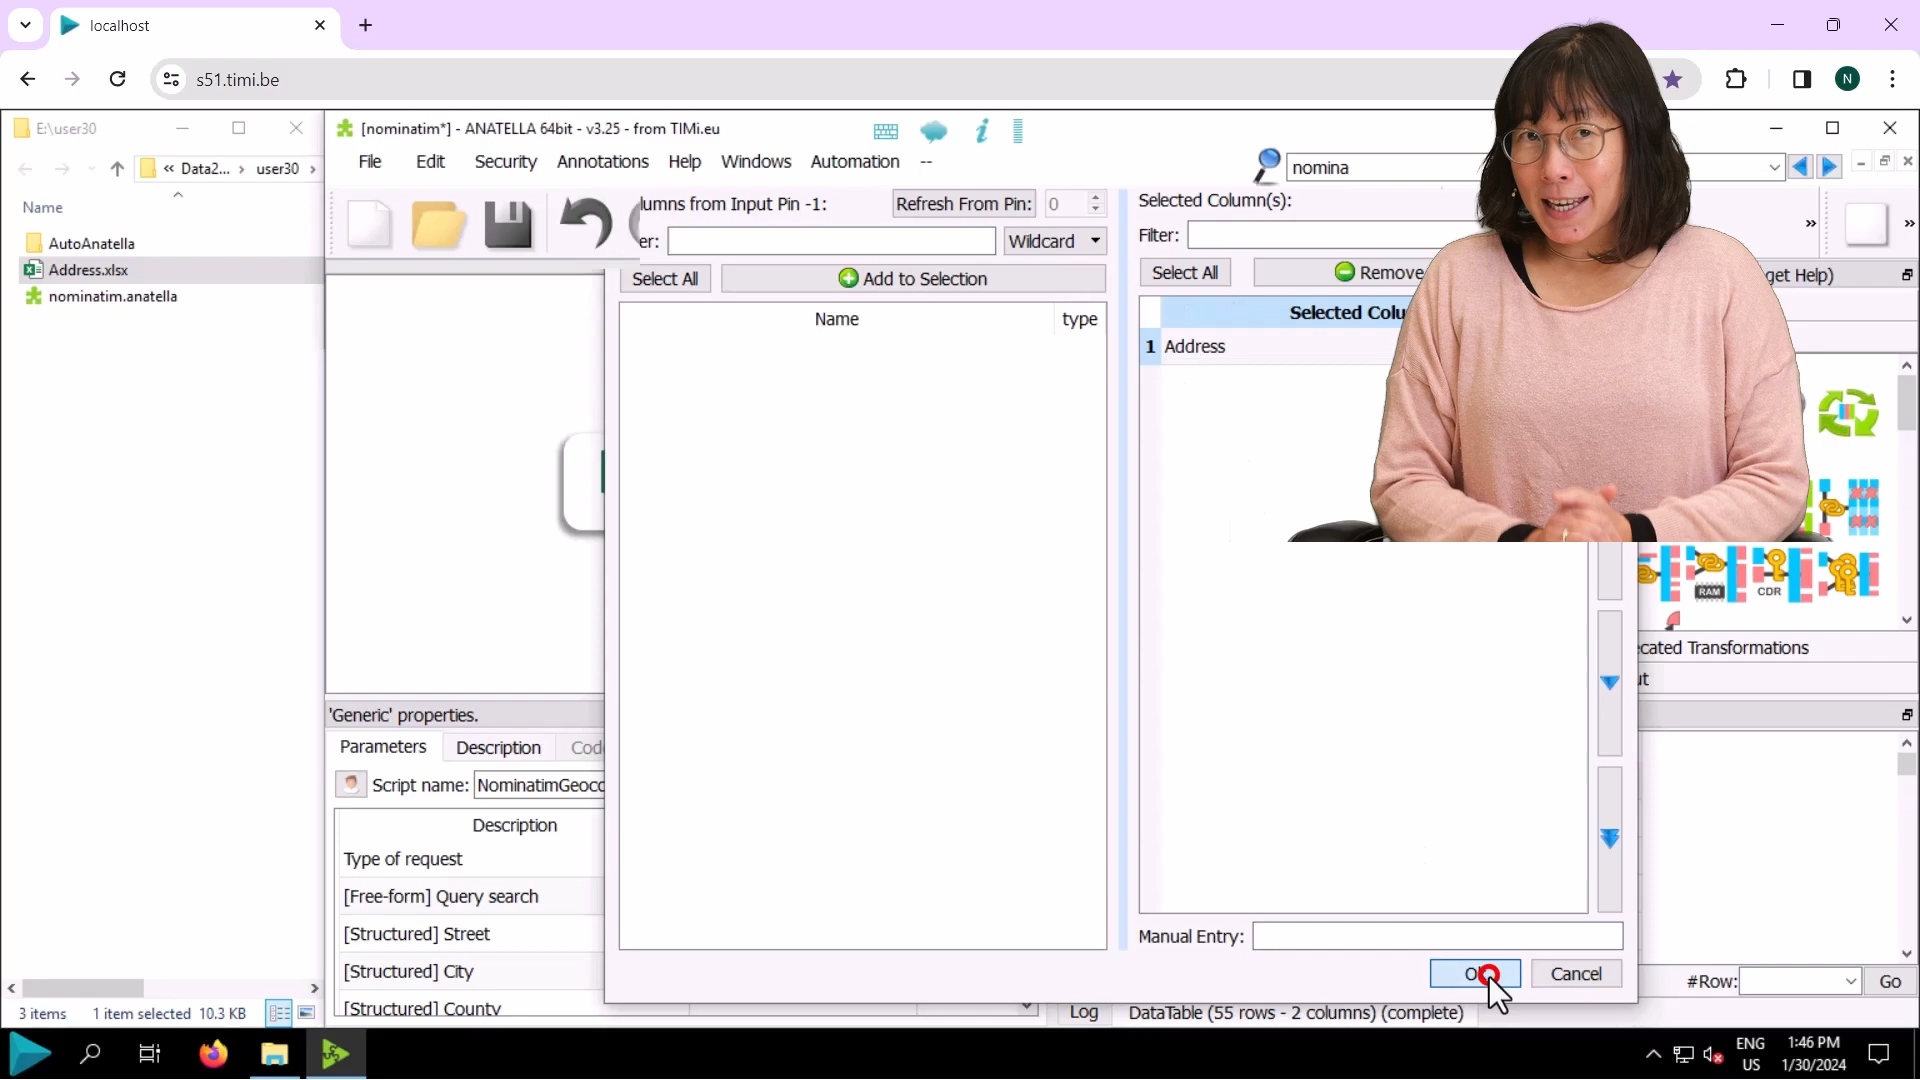 localhost
s51.timi.be
N
E:\user30
[nominatim*] - ANATELLA 64bit - v3.25 - from TIMi.eu
File Edit Security Annotations Help Windows Automation --
nomina
« Data2... › user30 ›
Name
AutoAnatella
Address.xlsx
nominatim.anatella
lumns from Input Pin -1:
Refresh From Pin: 0
er:
Wildcard
Select All
Add to Selection
Name type
Selected Column(s):
Filter:
Select All
Remove
Selected Colu
1 Address
get Help)
RAM
CDR
cated Transformations
ut
'Generic' properties.
Parameters Description Code
Script name: NominatimGeoco
Description
Type of request
[Free-form] Query search
[Structured] Street
[Structured] City
[Structured] County
Manual Entry:
Cancel
#Row:
Go
3 items 1 item selected 10.3 KB
Log
DataTable (55 rows - 2 columns) (complete)
ENG
US
1:46 PM
1/30/2024